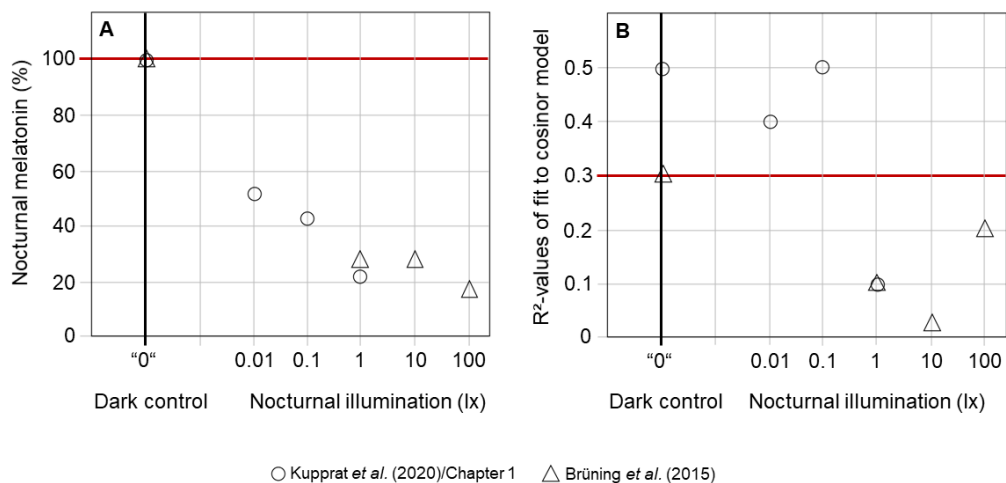 A
Nocturnal melatonin (%)
100
80
60
40
20
0
"0" 0.01 0.1 1 10 100
Dark control Nocturnal illumination (lx)
B
R²-values of fit to cosinor model
0.5
0.4
0.3
0.2
0.1
0
"0" 0.01 0.1 1 10 100
Dark control Nocturnal illumination (lx)
Kupprat et al. (2020)/Chapter 1 Brüning et al. (2015)